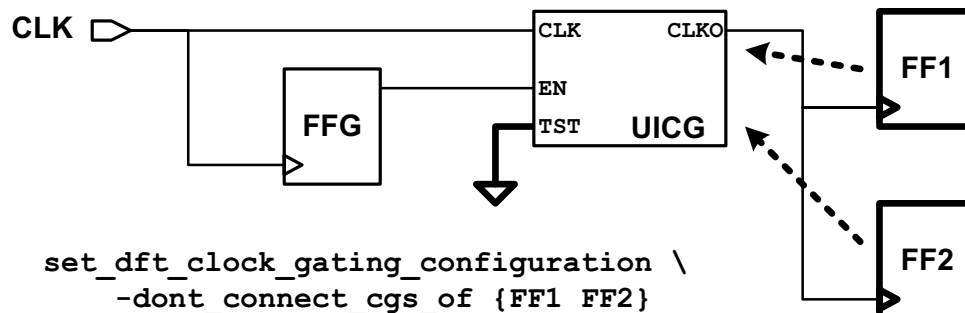 CLK
CLK CLKO
FF1
EN
FFG
TST UICG
FF2
set_dft_clock_gating_configuration \
-dont_connect_cgs_of {FF1 FF2}